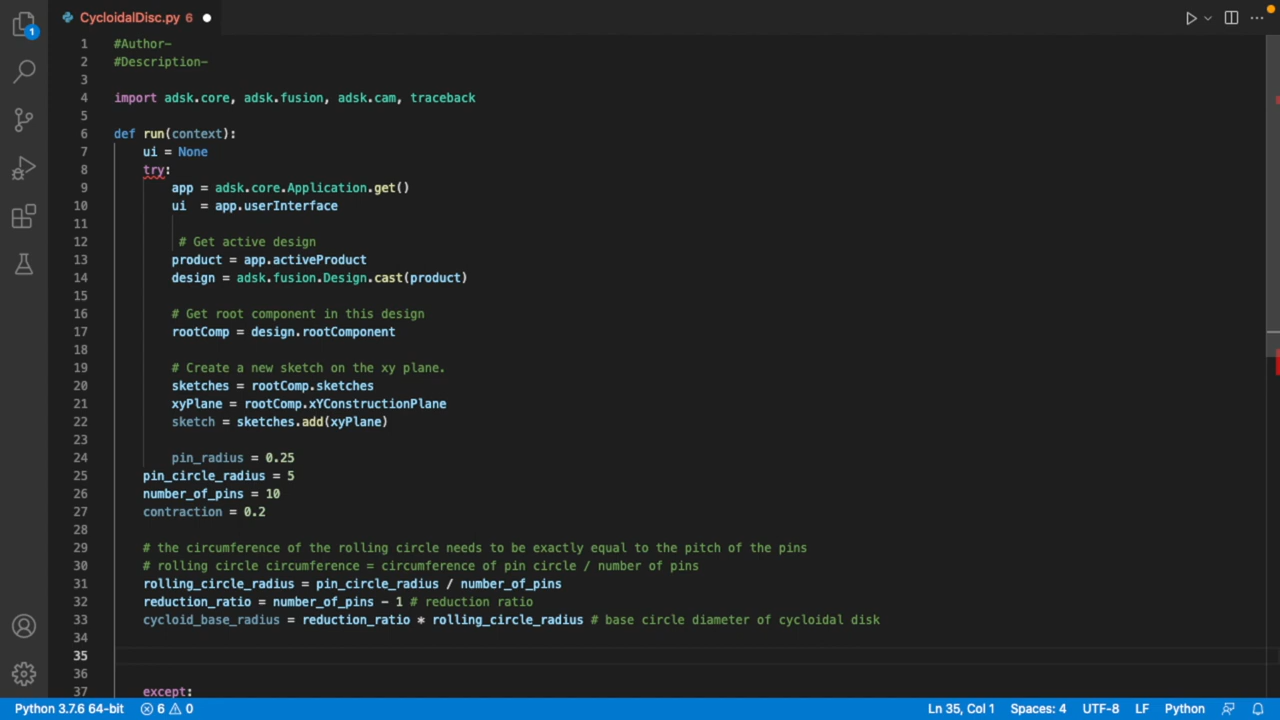 CycloidalDisc.py 6
1
1 #Author-
2 #Description-
3
4 import adsk.core, adsk.fusion, adsk.cam, traceback
5
6 def run(context):
7 ui = None
8 try:
9 app = adsk.core.Application.get()
10 ui  = app.userInterface
11
12 # Get active design
13 product = app.activeProduct
14 design = adsk.fusion.Design.cast(product)
15
16 # Get root component in this design
17 rootComp = design.rootComponent
18
19 # Create a new sketch on the xy plane.
20 sketches = rootComp.sketches
21 xyPlane = rootComp.xYConstructionPlane
22 sketch = sketches.add(xyPlane)
23
24 pin_radius = 0.25
25 pin_circle_radius = 5
26 number_of_pins = 10
27 contraction = 0.2
28
29 # the circumference of the rolling circle needs to be exactly equal to the pitch of the pins
30 # rolling circle circumference = circumference of pin circle / number of pins
31 rolling_circle_radius = pin_circle_radius / number_of_pins
32 reduction_ratio = number_of_pins - 1 # reduction ratio
33 cycloid_base_radius = reduction_ratio * rolling_circle_radius # base circle diameter of cycloidal disk
34
35
36
37 except:
Python 3.7.6 64-bit 6 0 Ln 35, Col 1 Spaces: 4 UTF-8 LF Python